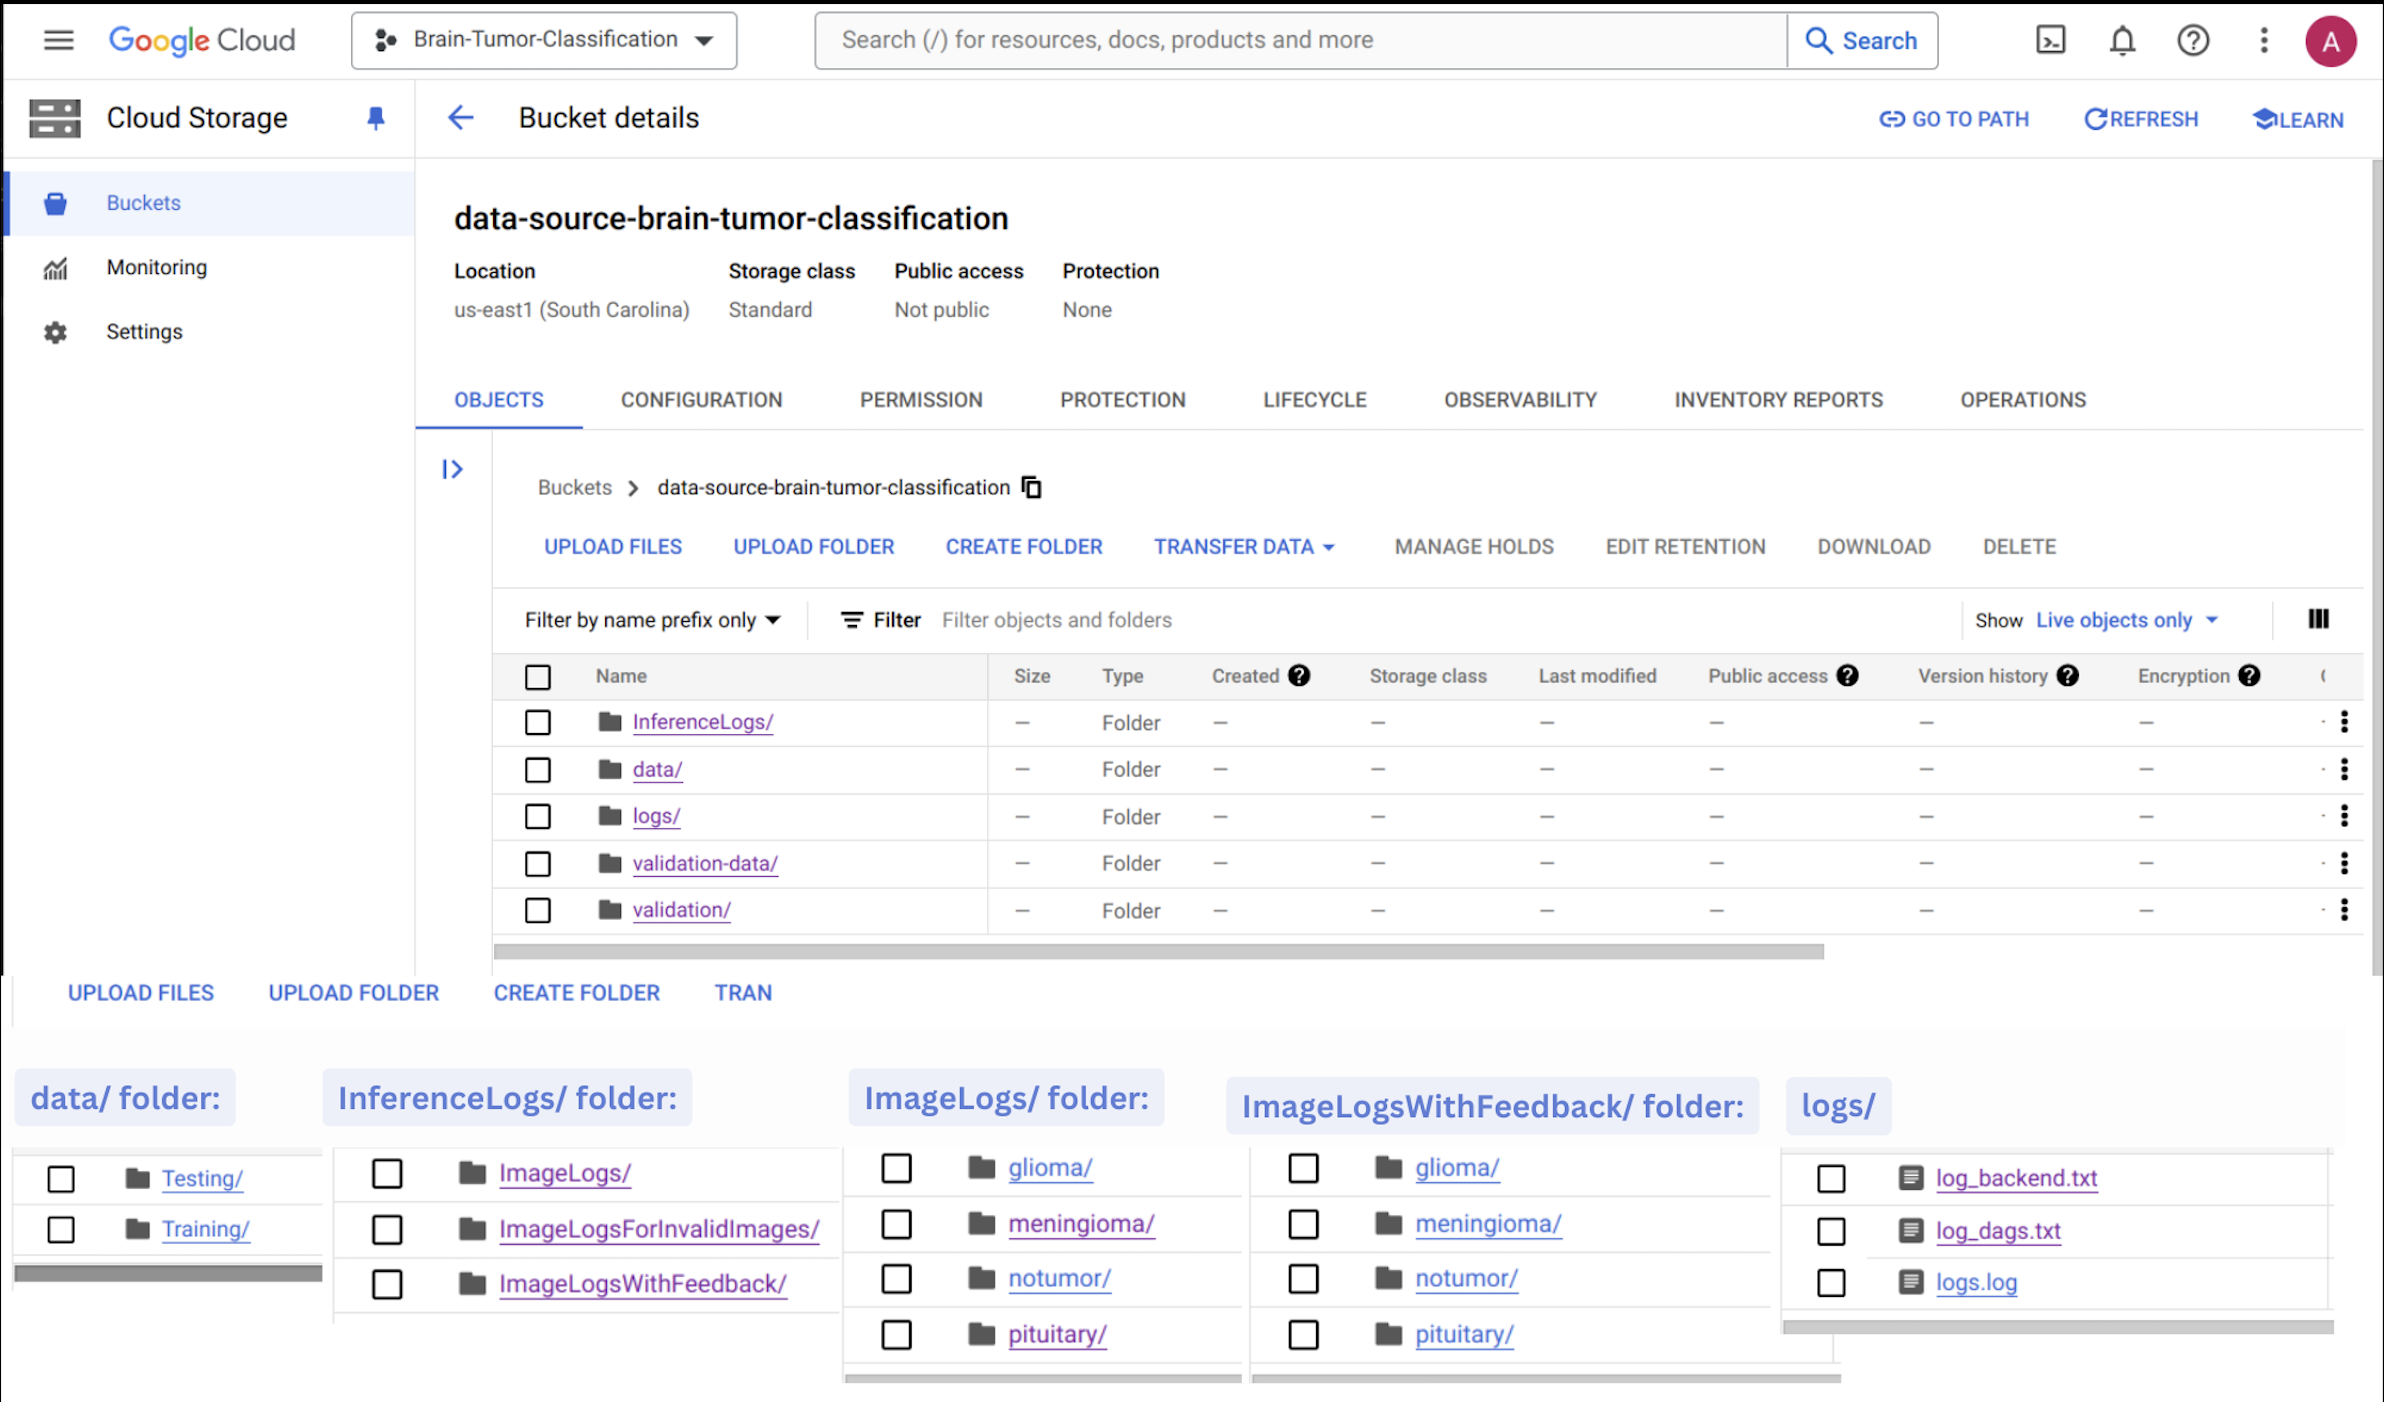 Google Cloud Brain-Tumor-Classification Search (/) for resources, docs, products and more Search A
Cloud Storage Bucket details GO TO PATH REFRESH LEARN
Buckets
Monitoring
Settings
data-source-brain-tumor-classification
Location Storage class Public access Protection
us-east1 (South Carolina) Standard Not public None
OBJECTS CONFIGURATION PERMISSION PROTECTION LIFECYCLE OBSERVABILITY INVENTORY REPORTS OPERATIONS
Buckets > data-source-brain-tumor-classification
UPLOAD FILES UPLOAD FOLDER CREATE FOLDER TRANSFER DATA MANAGE HOLDS EDIT RETENTION DOWNLOAD DELETE
Filter by name prefix only Filter Filter objects and folders Show Live objects only
Name Size Type Created Storage class Last modified Public access Version history Encryption
InferenceLogs/ — Folder — — — — — —
data/ — Folder — — — — — —
logs/ — Folder — — — — — —
validation-data/ — Folder — — — — — —
validation/ — Folder — — — — — —
UPLOAD FILES UPLOAD FOLDER CREATE FOLDER TRAN
data/ folder:
Testing/
Training/
InferenceLogs/ folder:
ImageLogs/
ImageLogsForInvalidImages/
ImageLogsWithFeedback/
ImageLogs/ folder:
glioma/
meningioma/
notumor/
pituitary/
ImageLogsWithFeedback/ folder:
glioma/
meningioma/
notumor/
pituitary/
logs/
log_backend.txt
log_dags.txt
logs.log